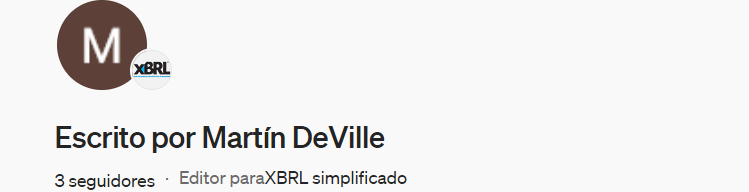 M
XBRL
Escrito por Martín DeVille
3 seguidores · Editor paraXBRL simplificado